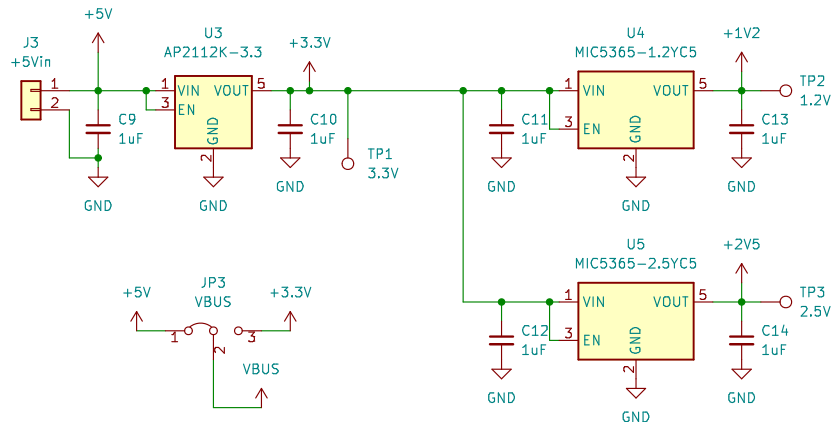 +5V
J3
+5Vin
1
2
C9
1uF
GND
U3
AP2112K-3.3
1 VIN VOUT 5
3 EN
GND
2
GND
+3.3V
C10
1uF
GND
TP1
3.3V
C11
1uF
GND
U4
MIC5365-1.2YC5
1 VIN VOUT 5
3 EN
GND
2
GND
+1V2
C13
1uF
GND
TP2
1.2V
C12
1uF
GND
U5
MIC5365-2.5YC5
1 VIN VOUT 5
3 EN
GND
2
GND
+2V5
C14
1uF
GND
TP3
2.5V
JP3
VBUS
+5V
+3.3V
1
2
3
VBUS